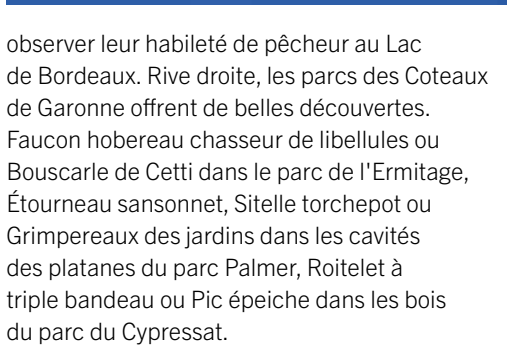 observer leur habileté de pêcheur au Lac
de Bordeaux. Rive droite, les parcs des Coteaux
de Garonne offrent de belles découvertes.
Faucon hobereau chasseur de libellules ou
Bouscarle de Cetti dans le parc de l'Ermitage,
Étourneau sansonnet, Sitelle torchepot ou
Grimpereaux des jardins dans les cavités
des platanes du parc Palmer, Roitelet à
triple bandeau ou Pic épeiche dans les bois
du parc du Cypressat.